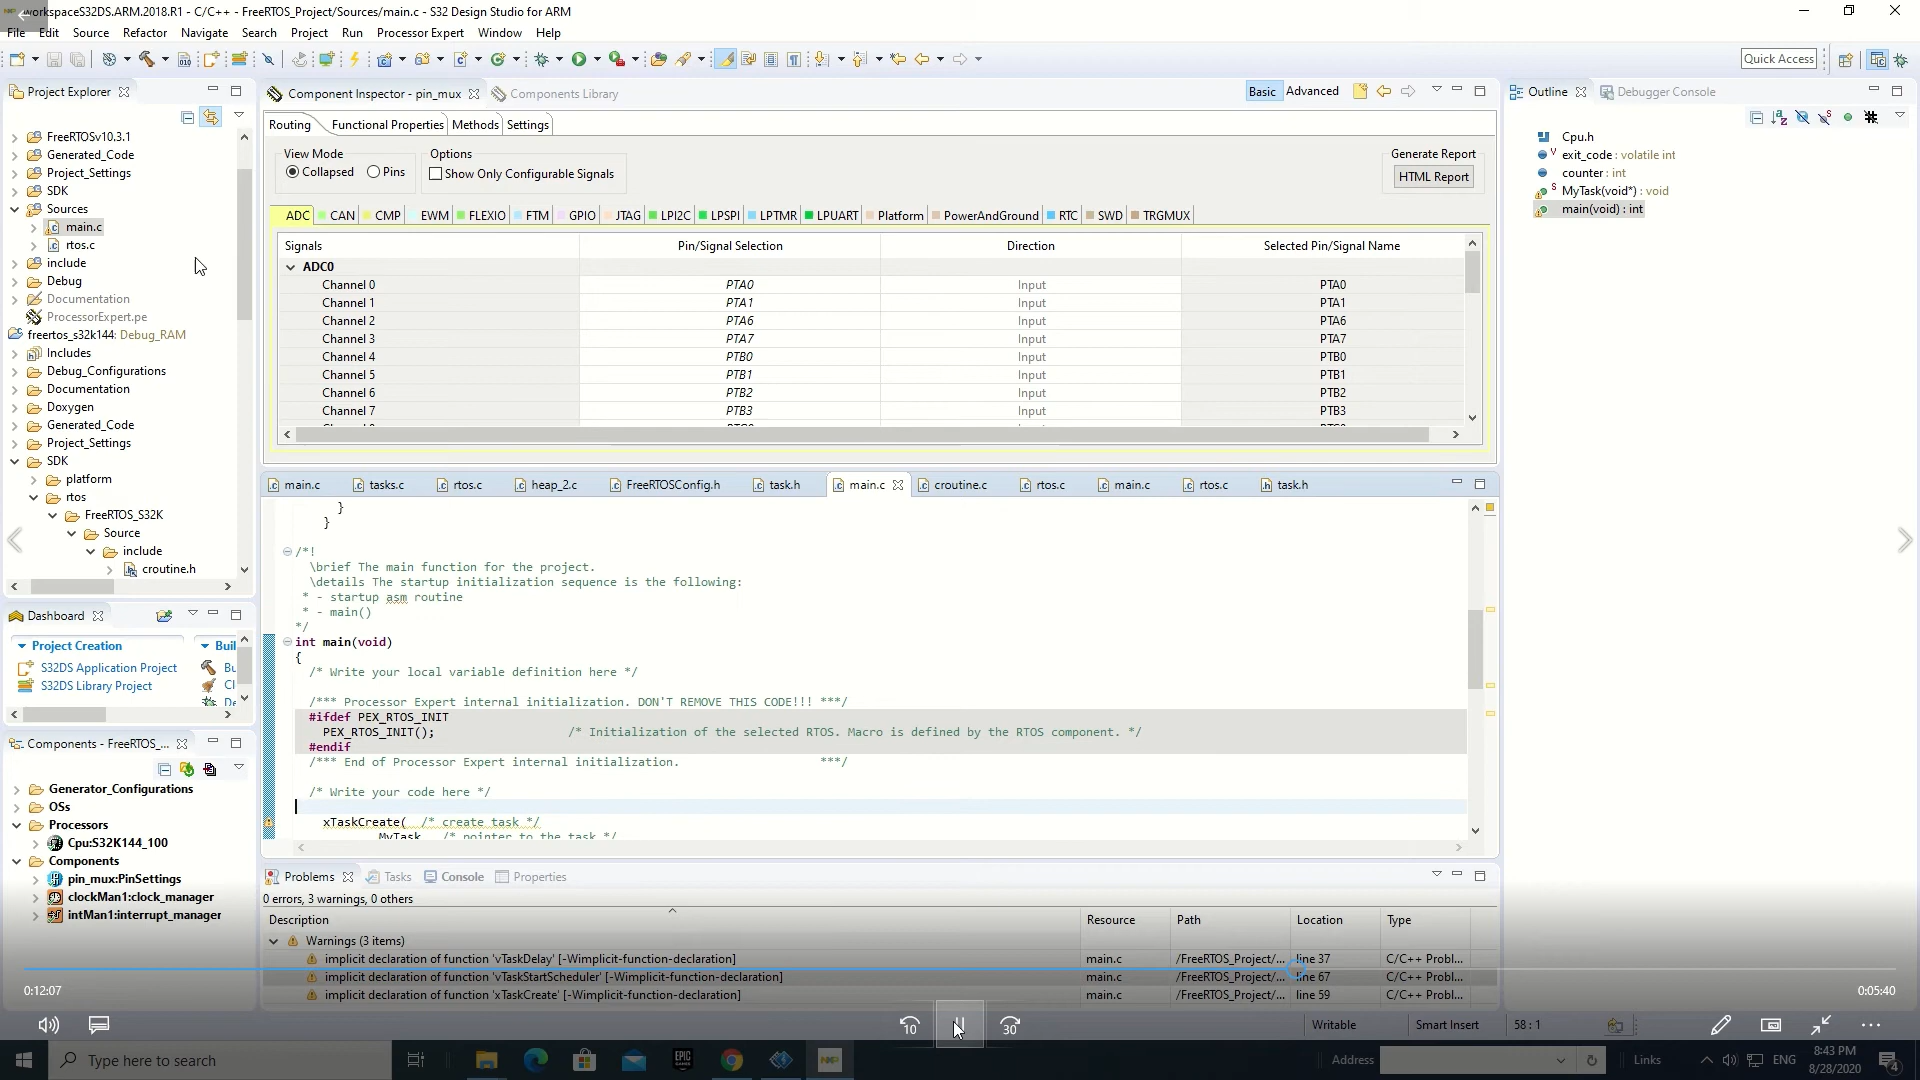 workspaceS32DS.ARM.2018.R1 - C/C++ - FreeRTOS_Project/Sources/main.c - S32 Design Studio for ARM
File Edit Source Refactor Navigate Search Project Run Processor Expert Window Help
Quick Access
Project Explorer
FreeRTOSv10.3.1
Generated_Code
Project_Settings
SDK
Sources
main.c
rtos.c
include
Debug
Documentation
ProcessorExpert.pe
freertos_s32k144: Debug_RAM
Includes
Debug_Configurations
Documentation
Doxygen
Generated_Code
Project_Settings
SDK
platform
rtos
FreeRTOS_S32K
Source
include
croutine.h
Dashboard
Project Creation
S32DS Application Project
S32DS Library Project
Components - FreeRTOS_...
Generator_Configurations
OSs
Processors
Cpu:S32K144_100
Components
pin_mux:PinSettings
clockMan1:clock_manager
intMan1:interrupt_manager
Component Inspector - pin_mux Components Library
Basic Advanced
Routing Functional Properties Methods Settings
View Mode
Collapsed Pins
Options
Show Only Configurable Signals
Generate Report
HTML Report
ADC CAN CMP EWM FLEXIO FTM GPIO JTAG LPI2C LPSPI LPTMR LPUART Platform PowerAndGround RTC SWD TRGMUX
Signals Pin/Signal Selection Direction Selected Pin/Signal Name
ADC0
Channel 0 PTA0 Input PTA0
Channel 1 PTA1 Input PTA1
Channel 2 PTA6 Input PTA6
Channel 3 PTA7 Input PTA7
Channel 4 PTB0 Input PTB0
Channel 5 PTB1 Input PTB1
Channel 6 PTB2 Input PTB2
Channel 7 PTB3 Input PTB3
main.c tasks.c rtos.c heap_2.c FreeRTOSConfig.h task.h main.c croutine.c rtos.c main.c rtos.c task.h
}
}
/*!
\brief The main function for the project.
\details The startup initialization sequence is the following:
* - startup asm routine
* - main()
*/
int main(void)
{
/* Write your local variable definition here */
/*** Processor Expert internal initialization. DON'T REMOVE THIS CODE!!! ***/
#ifdef PEX_RTOS_INIT
PEX_RTOS_INIT(); /* Initialization of the selected RTOS. Macro is defined by the RTOS component. */
#endif
/*** End of Processor Expert internal initialization. ***/
/* Write your code here */
xTaskCreate( /* create task */
MyTask /* pointer to the task */
Problems Tasks Console Properties
0 errors, 3 warnings, 0 others
Description Resource Path Location Type
Warnings (3 items)
implicit declaration of function 'vTaskDelay' [-Wimplicit-function-declaration] main.c /FreeRTOS_Project/... line 37 C/C++ Probl...
implicit declaration of function 'vTaskStartScheduler' [-Wimplicit-function-declaration] main.c /FreeRTOS_Project/... line 67 C/C++ Probl...
implicit declaration of function 'xTaskCreate' [-Wimplicit-function-declaration] main.c /FreeRTOS_Project/... line 59 C/C++ Probl...
Outline Debugger Console
Cpu.h
exit_code : volatile int
counter : int
MyTask(void*) : void
main(void) : int
0:12:07
0:05:40
10
30
Writable Smart Insert 58 : 1
Type here to search
EPIC
NXP
Address
Links
ENG
8:43 PM
8/28/2020
4